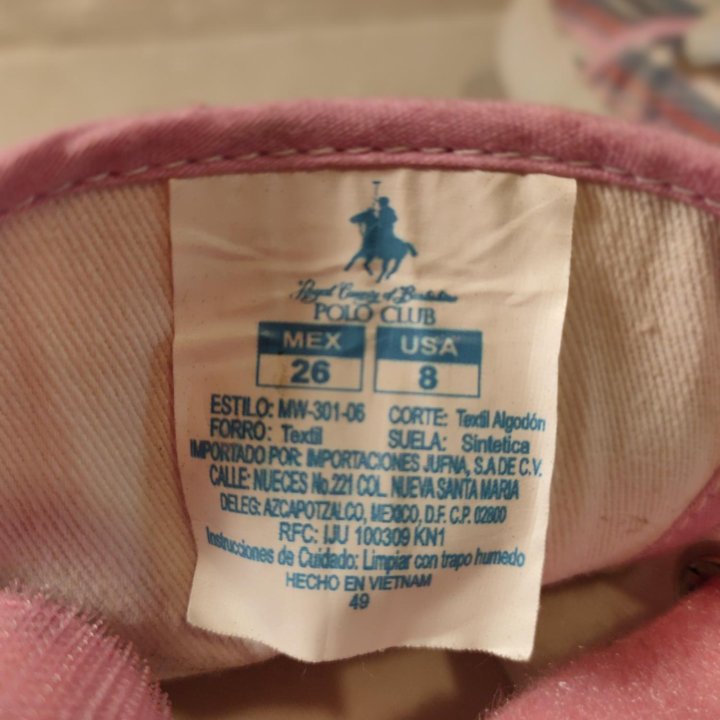 Royal County of Berkshire
POLO CLUB
MEX USA
26 8
ESTILO: MW-301-06 CORTE: Textil Algodón
FORRO: Textil SUELA: Sintetica
IMPORTADO POR: IMPORTACIONES JUFNA, S.A DE C.V.
CALLE: NUECES No.221 COL. NUEVA SANTA MARIA
DELEG: AZCAPOTZALCO, MEXICO, D.F. C.P. 02800
RFC: IJU 100309 KN1
Instrucciones de Cuidado: Limpiar con trapo humedo
HECHO EN VIETNAM
49